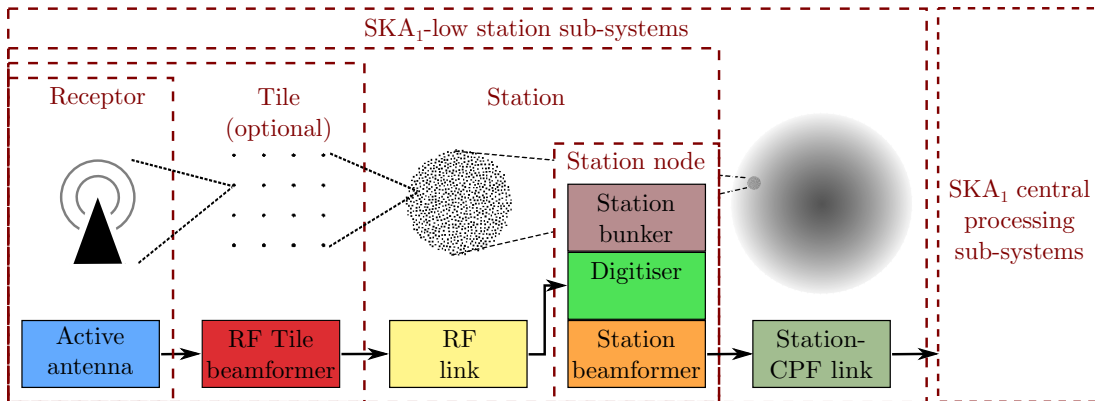 SKA₁-low station sub-systems
Receptor
Tile
(optional)
Station
Station node
Station
bunker
Digitiser
Active
antenna
RF Tile
beamformer
RF
link
Station
beamformer
Station-
CPF link
SKA₁ central
processing
sub-systems